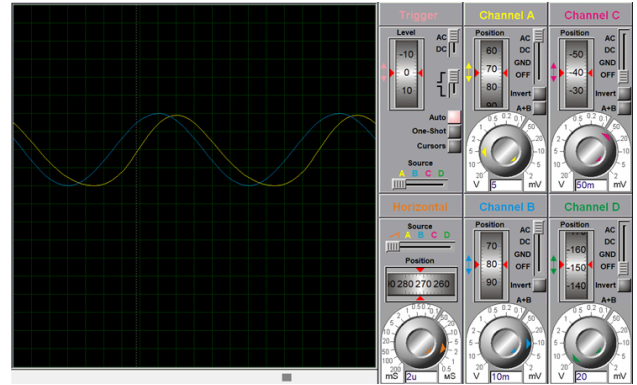 Trigger
Level
-10
0
10
AC
DC
Auto
One-Shot
Cursors
Source
A B C D
Channel A
Position
60
70
80
90
AC
DC
GND
OFF
Invert
A+B
V
5
mV
Channel C
Position
-50
-40
-30
AC
DC
GND
OFF
Invert
C+D
V
50m
mV
Horizontal
Source
A B C D
Position
280 270 260
mS
2u
µS
Channel B
Position
70
80
90
AC
DC
GND
OFF
Invert
V
10m
mV
Channel D
Position
-160
-150
-140
AC
DC
GND
OFF
Invert
V
20
mV